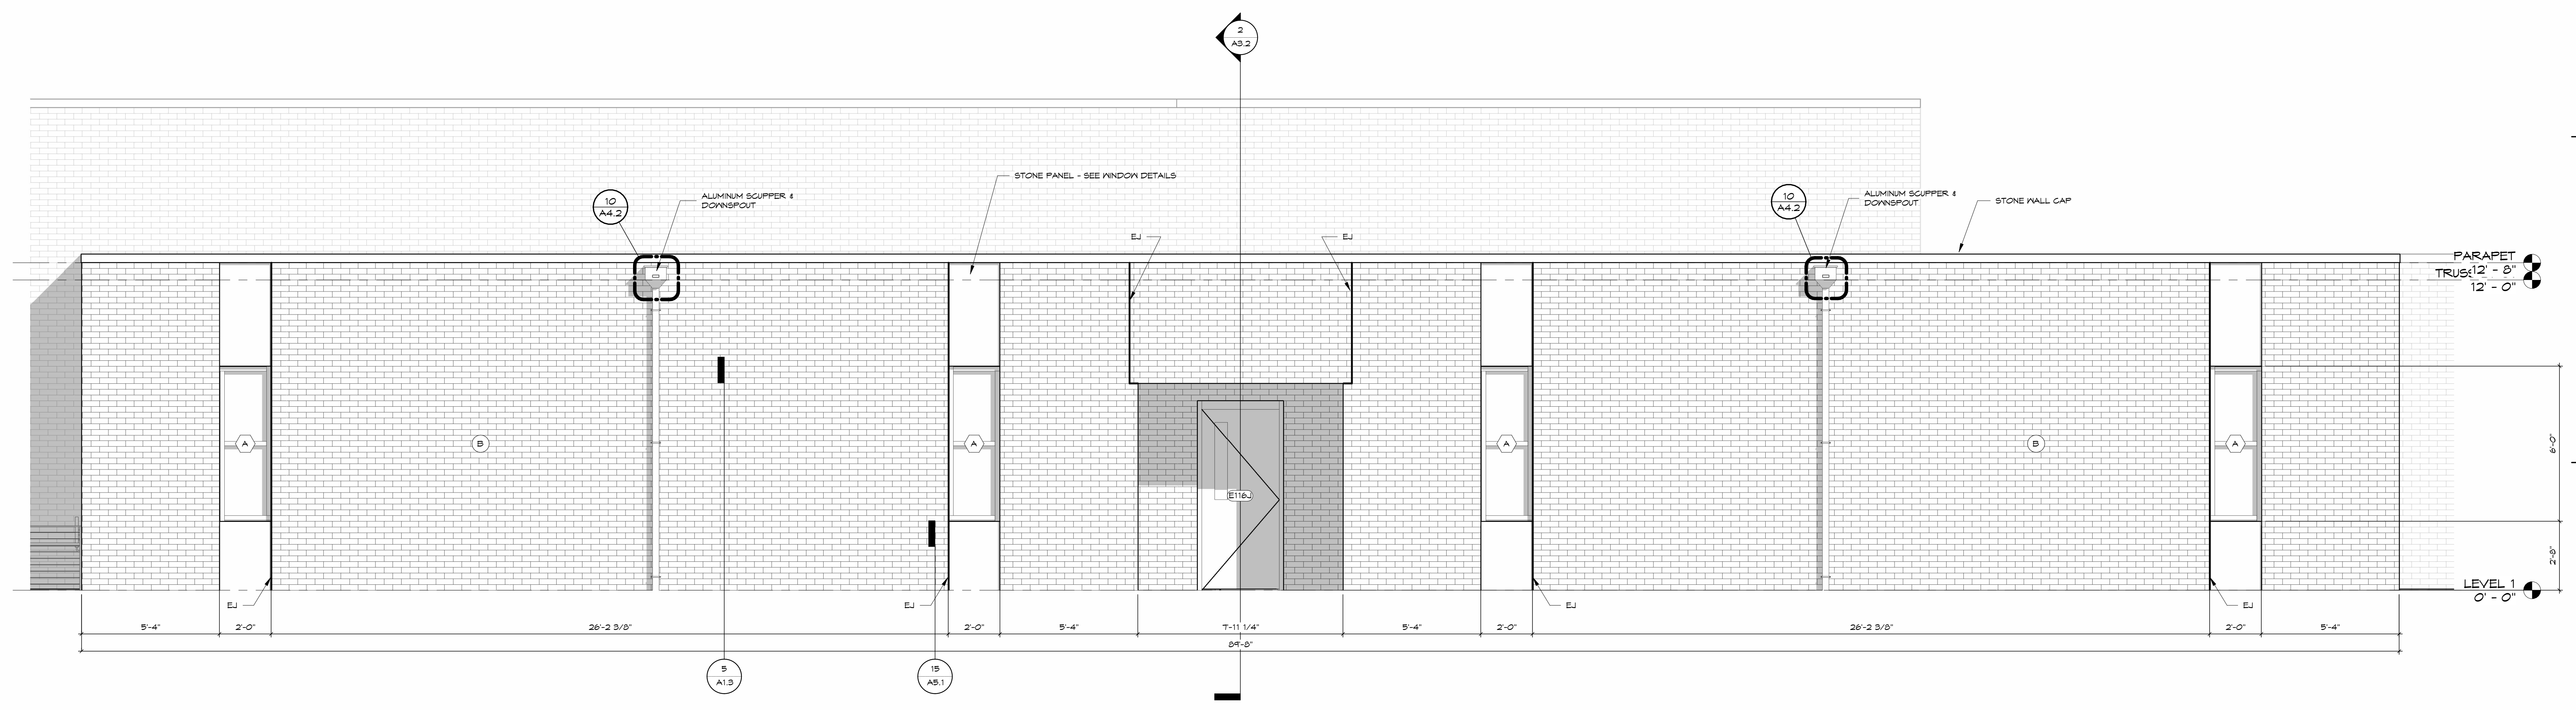 2
A3.2
STONE PANEL - SEE WINDOW DETAILS
10
A4.2
ALUMINUM SCUPPER &
DOWNSPOUT
10
A4.2
ALUMINUM SCUPPER &
DOWNSPOUT
STONE WALL CAP
EJ
EJ
PARAPET
12' - 8"
TRUS
12' - 0"
A
B
A
A
B
A
E116J
6'-0"
2'-8"
LEVEL 1
0' - 0"
EJ
EJ
EJ
EJ
5'-4"
2'-0"
26'-2 3/8"
2'-0"
5'-4"
7'-11 1/4"
5'-4"
2'-0"
26'-2 3/8"
2'-0"
5'-4"
89'-8"
5
A1.3
15
A5.1